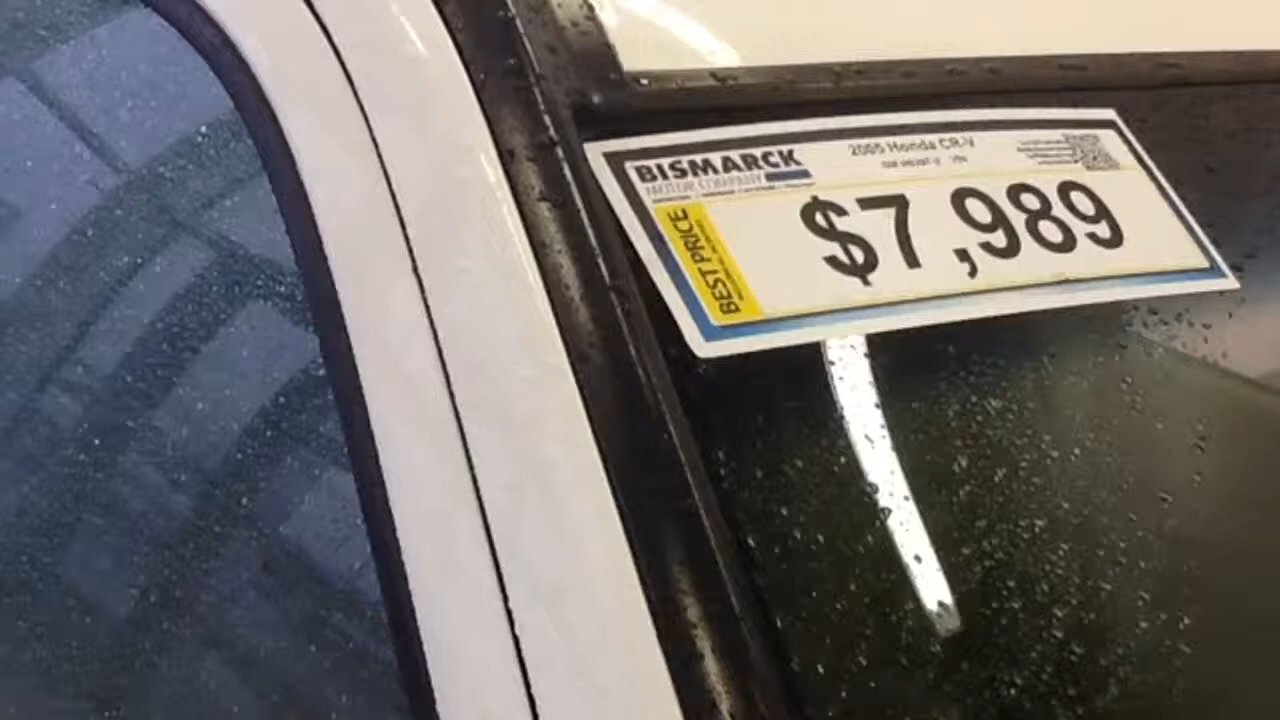 BISMARCK
MOTOR COMPANY
2005 Honda CR-V
BEST PRICE
$7,989